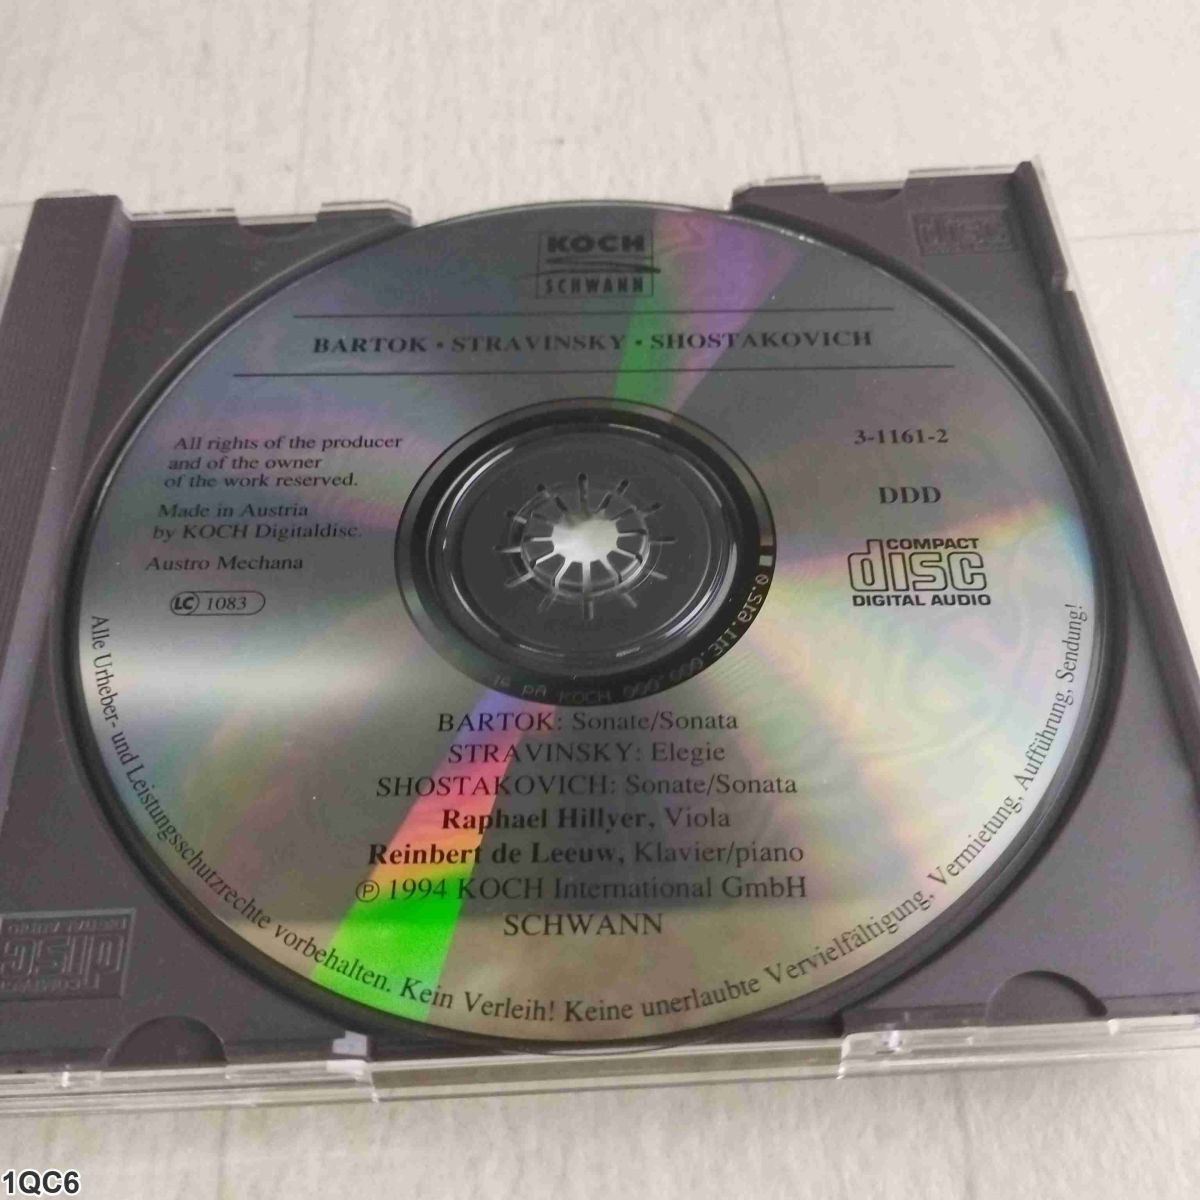 KOCH
SCHWANN
BARTOK · STRAVINSKY · SHOSTAKOVICH
All rights of the producer
and of the owner
of the work reserved.
Made in Austria
by KOCH Digitaldisc.
Austro Mechana
LC 1083
3-1161-2
DDD
COMPACT
disc
DIGITAL AUDIO
BARTOK: Sonate/Sonata
STRAVINSKY: Elegie
SHOSTAKOVICH: Sonate/Sonata
Raphael Hillyer, Viola
Reinbert de Leeuw, Klavier/piano
℗ 1994 KOCH International GmbH
SCHWANN
Alle Urheber- und Leistungsschutzrechte vorbehalten. Kein Verleih! Keine unerlaubte Vervielfältigung, Vermietung, Aufführung, Sendung!
1QC6